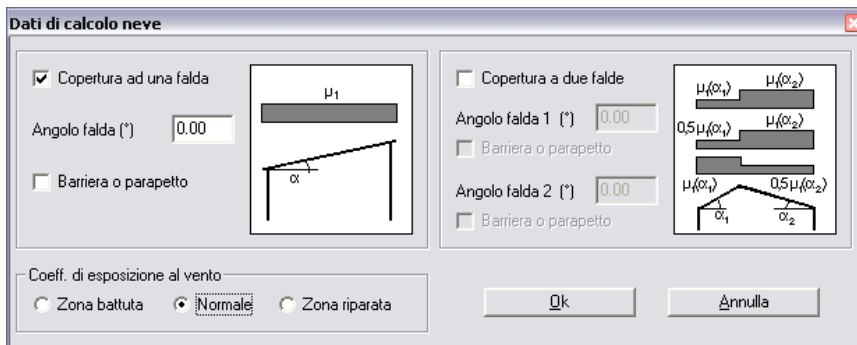 Dati di calcolo neve
Copertura ad una falda
Angolo falda (°) 0.00
Barriera o parapetto
μ1
α
Copertura a due falde
Angolo falda 1 (°) 0.00
Barriera o parapetto
Angolo falda 2 (°) 0.00
Barriera o parapetto
μ1(α1) μ1(α2)
0,5μ1(α1) μ1(α2)
μ1(α1) 0,5μ1(α2)
α1 α2
Coeff. di esposizione al vento
Zona battuta Normale Zona riparata
Ok Annulla